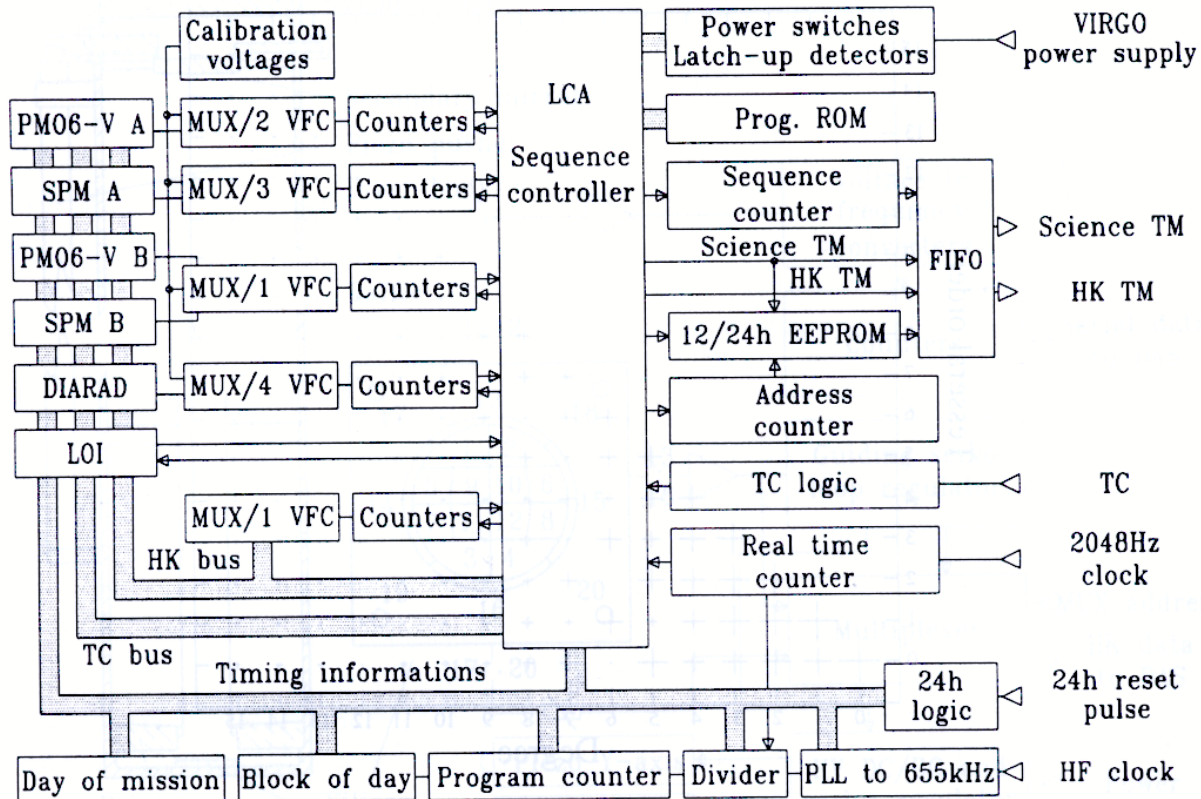 Calibration
voltages
Power switches
Latch-up detectors
VIRGO
power supply
LCA
Sequence
controller
PMO6-V A
MUX/2 VFC
Counters
Prog. ROM
SPM A
MUX/3 VFC
Counters
Sequence
counter
PMO6-V B
Science TM
HK TM
FIFO
Science TM
HK TM
MUX/1 VFC
Counters
SPM B
12/24h EEPROM
DIARAD
MUX/4 VFC
Counters
Address
counter
LOI
TC logic
TC
MUX/1 VFC
Counters
HK bus
Real time
counter
2048Hz
clock
TC bus
Timing informations
24h
logic
24h reset
pulse
Day of mission
Block of day
Program counter
Divider
PLL to 655kHz
HF clock